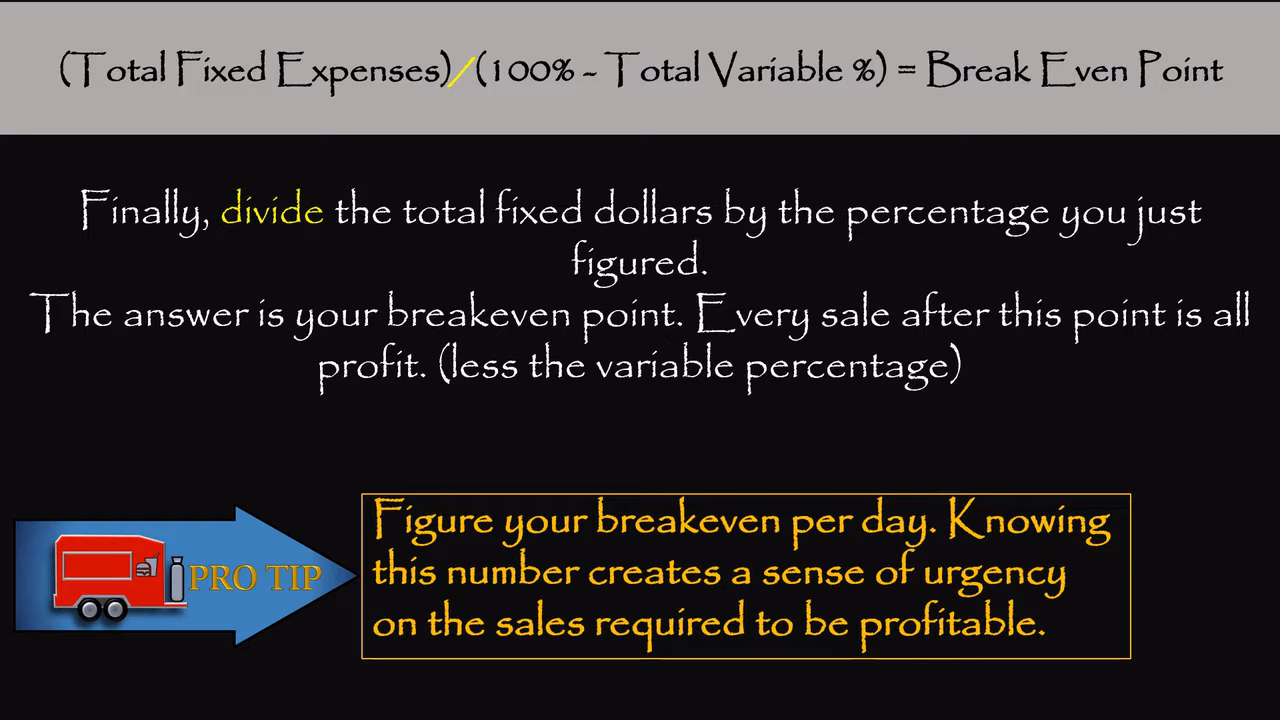 (Total Fixed Expenses)/(100% - Total Variable %) = Break Even Point
Finally, divide the total fixed dollars by the percentage you just
figured.
The answer is your breakeven point. Every sale after this point is all
profit. (less the variable percentage)
PRO TIP
Figure your breakeven per day. Knowing
this number creates a sense of urgency
on the sales required to be profitable.